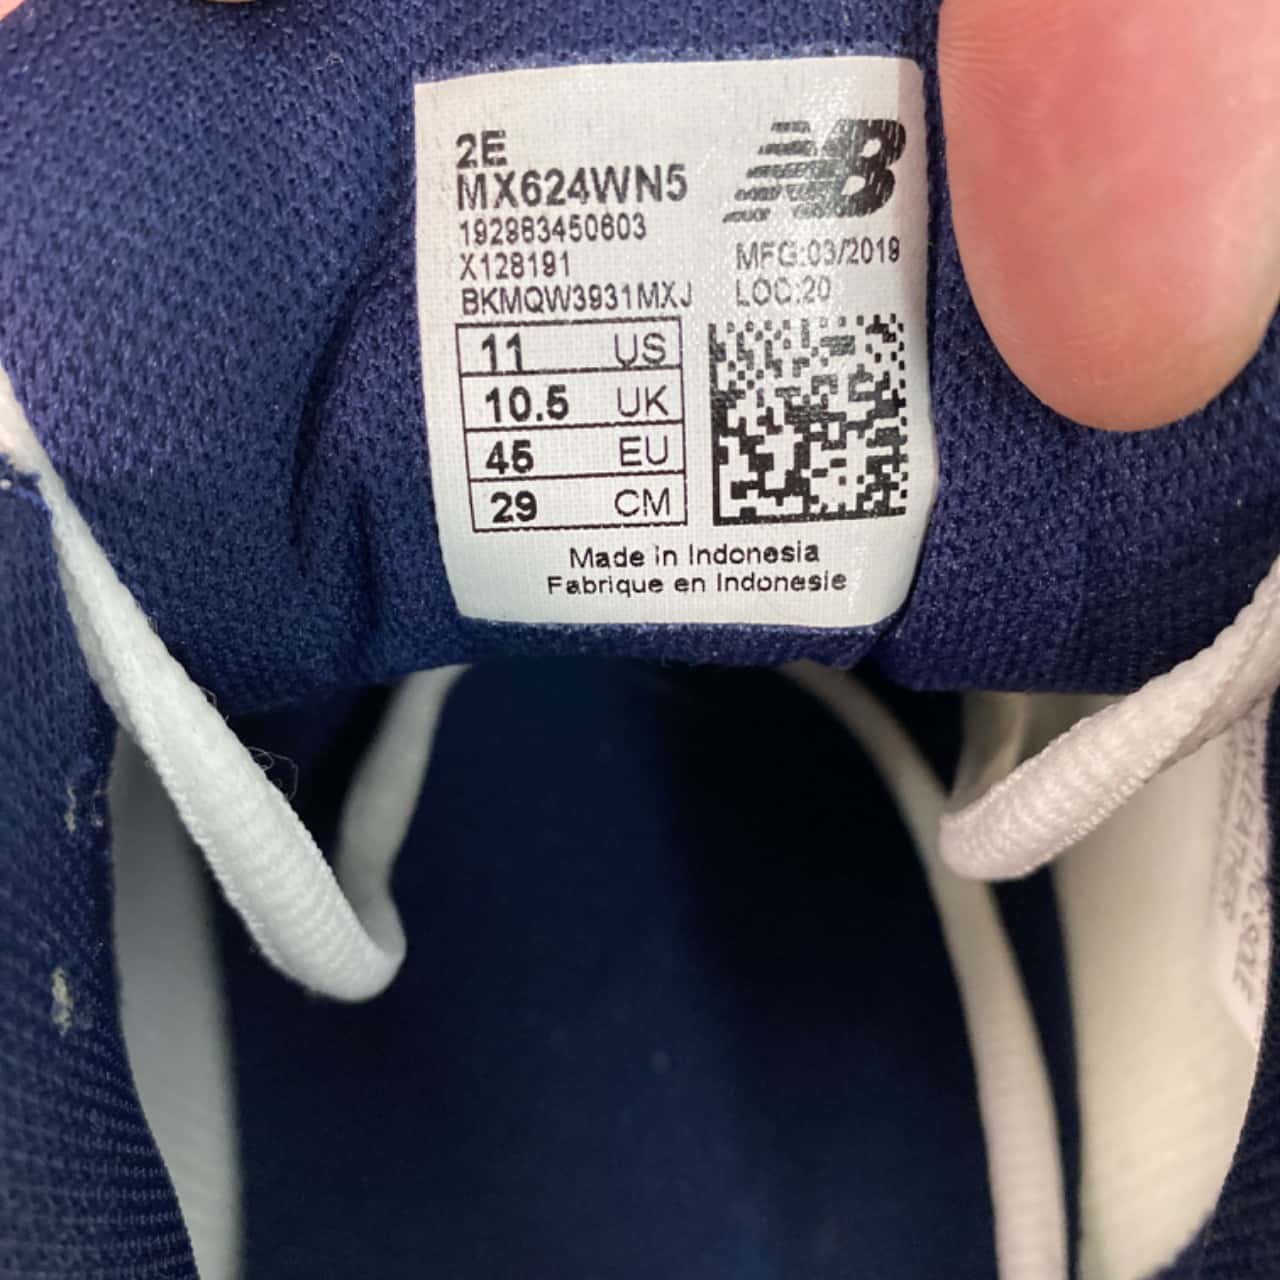 2E
MX624WN5
192983450603
X128191
BKMQW3931MXJ
NB
MFG:03/2019
LOC:20
11 US
10.5 UK
45 EU
29 CM
Made in Indonesia
Fabrique en Indonesie